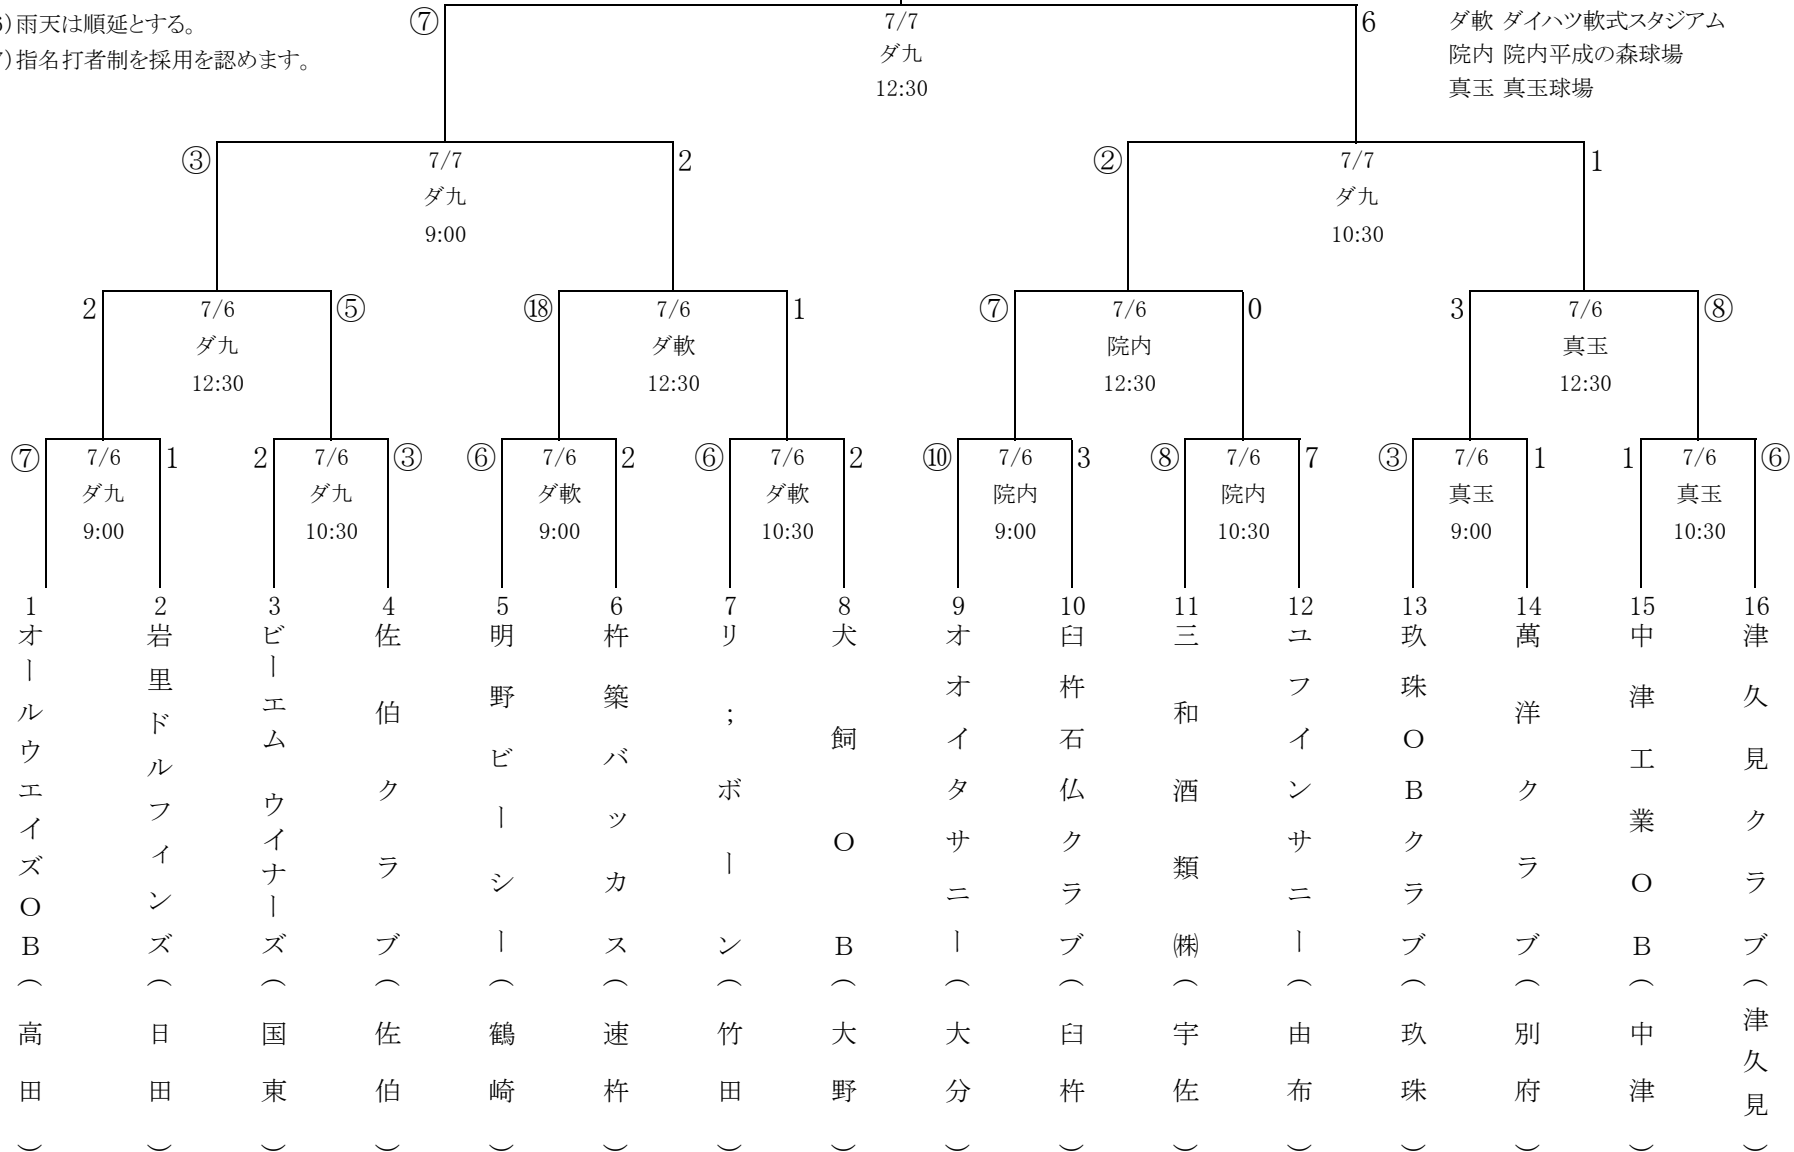 )雨天は順延とする。
)指名打者制を採用を認めます。
ダ軟 ダイハツ軟式スタジアム
院内 院内平成の森球場
真玉 真玉球場
⑦ 7/7 6
ダ九
12:30
③ 7/7 2
ダ九
9:00
② 7/7 1
ダ九
10:30
2 7/6 ⑤
ダ九
12:30
⑱ 7/6 1
ダ軟
12:30
⑦ 7/6 0
院内
12:30
3 7/6 ⑧
真玉
12:30
⑦ 7/6 1
ダ九
9:00
2 7/6 ③
ダ九
10:30
⑥ 7/6 2
ダ軟
9:00
⑥ 7/6 2
ダ軟
10:30
⑩ 7/6 3
院内
9:00
⑧ 7/6 7
院内
10:30
③ 7/6 1
真玉
9:00
1 7/6 ⑥
真玉
10:30
1 オールウエイズOB(高田)
2 岩里ドルフィンズ(日田)
3 ビーエム ウイナーズ(国東)
4 佐伯クラブ(佐伯)
5 明野ビーシー(鶴崎)
6 杵築バッカス(速杵)
7 リ;ボーン(竹田)
8 犬飼OB(大野)
9 オオイタサニー(大分)
10 臼杵石仏クラブ(臼杵)
11 三和酒類㈱(宇佐)
12 ユフインサニー(由布)
13 玖珠OBクラブ(玖珠)
14 萬洋クラブ(別府)
15 中津工業OB(中津)
16 津久見クラブ(津久見)